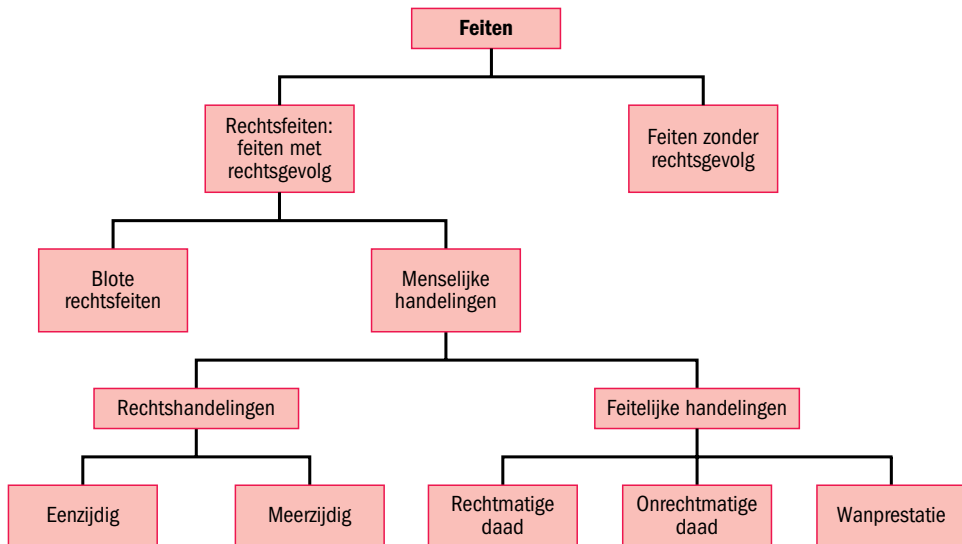 Feiten
Rechtsfeiten:
feiten met
rechtsgevolg
Feiten zonder
rechtsgevolg
Blote
rechtsfeiten
Menselijke
handelingen
Rechtshandelingen
Feitelijke handelingen
Eenzijdig
Meerzijdig
Rechtmatige
daad
Onrechtmatige
daad
Wanprestatie